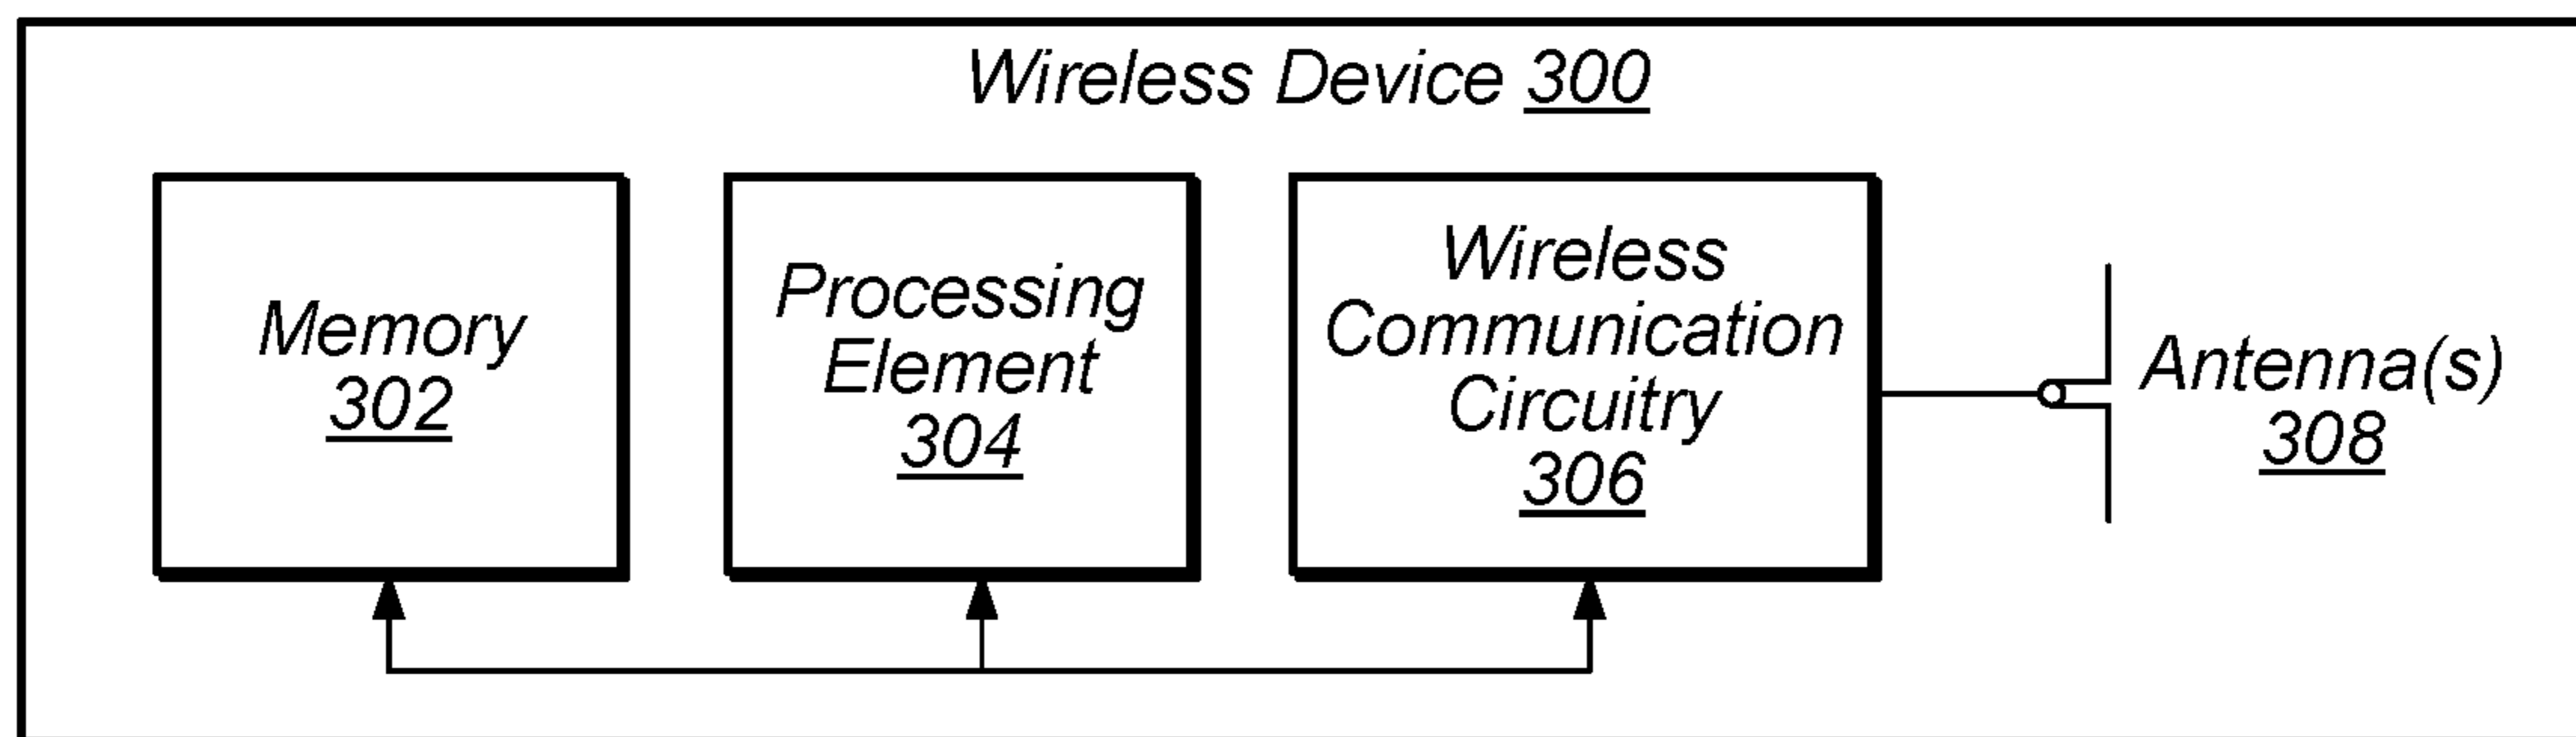 Wireless Device 300
Memory
302
Processing
Element
304
Wireless
Communication
Circuitry
306
Antenna(s)
308